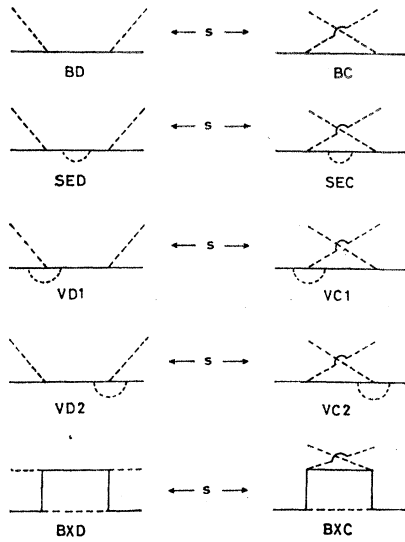 BD ← S → BC
SED ← S → SEC
VD1 ← S → VC1
VD2 ← S → VC2
BXD ← S → BXC